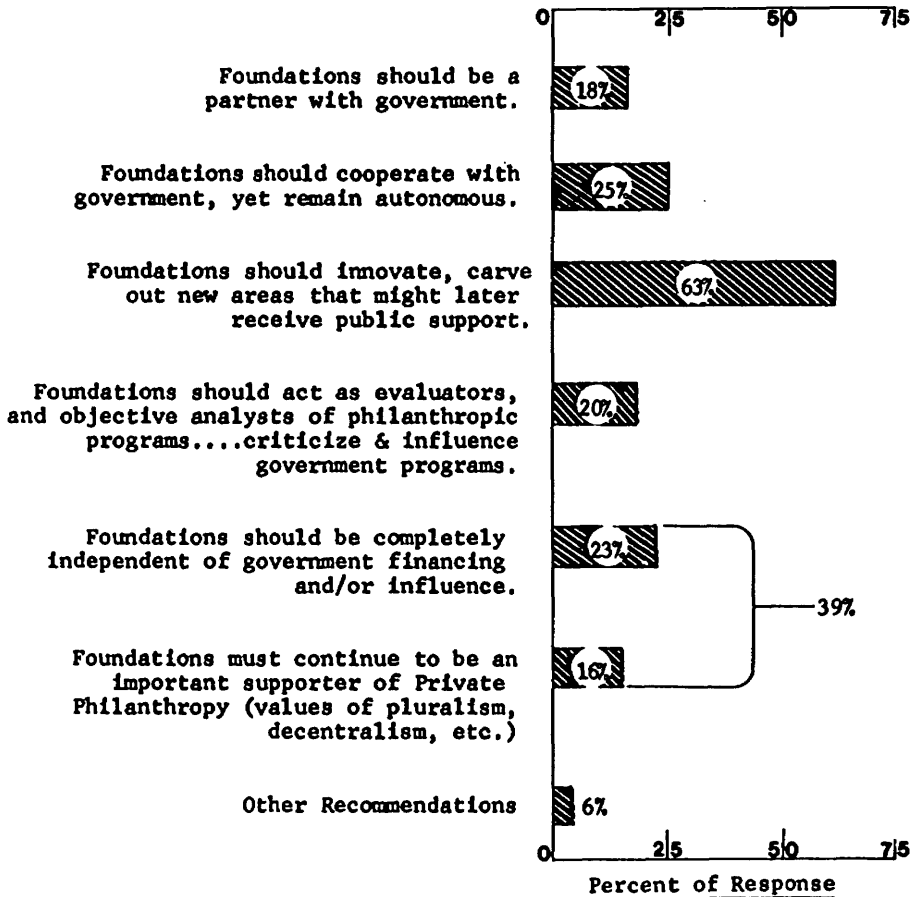 0 25 50 75
Foundations should be a
partner with government.
18%
Foundations should cooperate with
government, yet remain autonomous.
25%
Foundations should innovate, carve
out new areas that might later
receive public support.
63%
Foundations should act as evaluators,
and objective analysts of philanthropic
programs....criticize & influence
government programs.
20%
Foundations should be completely
independent of government financing
and/or influence.
23%
39%
Foundations must continue to be an
important supporter of Private
Philanthropy (values of pluralism,
decentralism, etc.)
16%
Other Recommendations
6%
0 25 50 75
Percent of Response